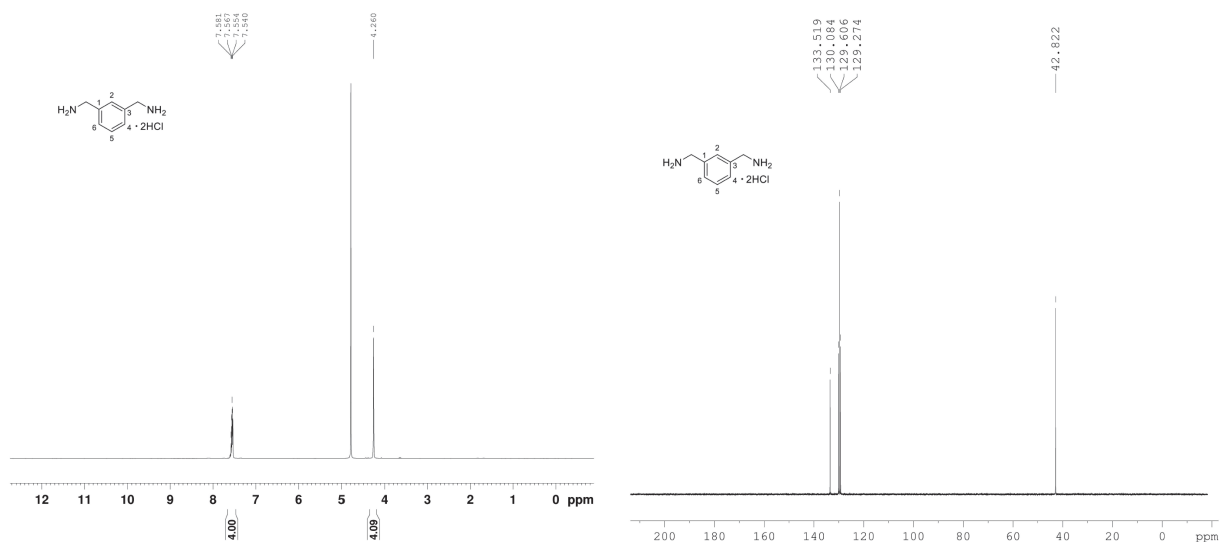 7.581
7.567
7.554
7.540
4.260
H₂N
1
2
3
NH₂
6
4 · 2HCl
5
12 11 10 9 8 7 6 5 4 3 2 1 0 ppm
4.00
4.09
133.519
130.084
129.606
129.274
42.822
H₂N
1
2
3
NH₂
6
4 · 2HCl
5
200 180 160 140 120 100 80 60 40 20 0 ppm